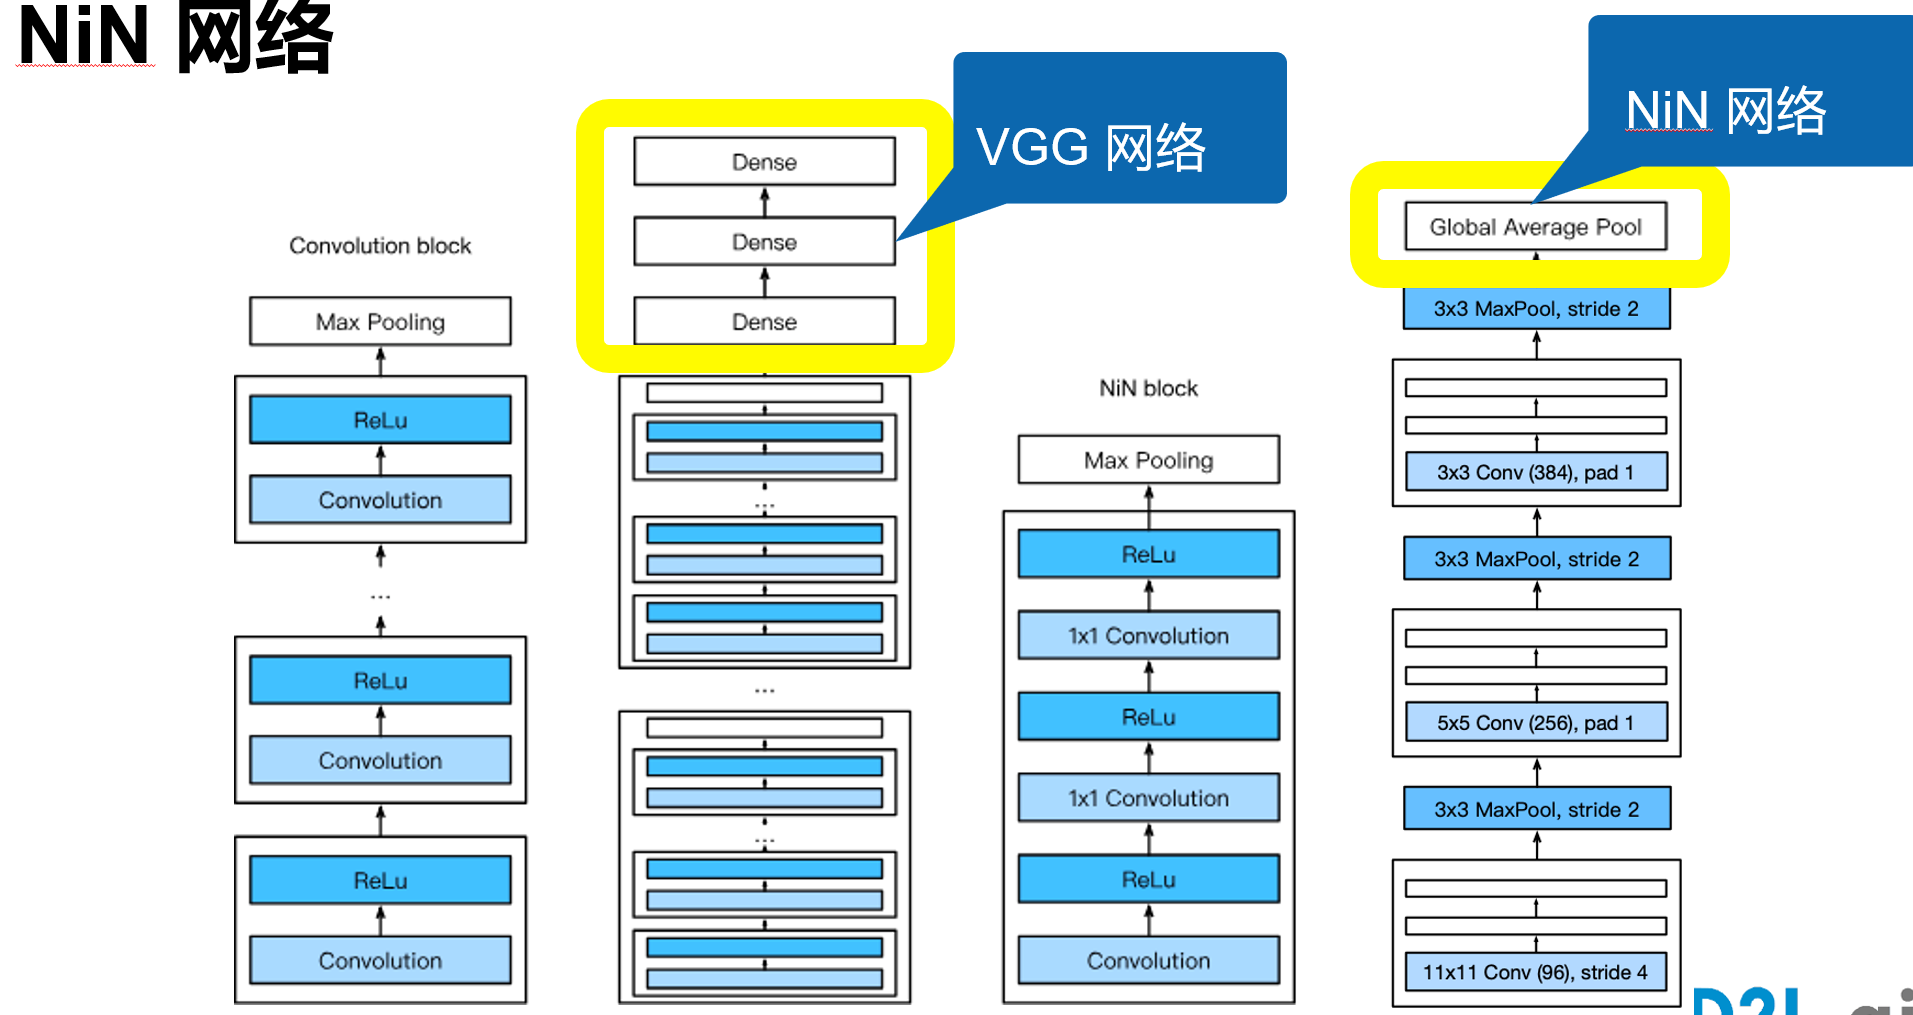 NiN 网络
VGG 网络
NiN 网络
Convolution block
Max Pooling
ReLu
Convolution
...
ReLu
Convolution
ReLu
Convolution
Dense
Dense
Dense
...
...
...
NiN block
Max Pooling
ReLu
1x1 Convolution
ReLu
1x1 Convolution
ReLu
Convolution
Global Average Pool
3x3 MaxPool, stride 2
3x3 Conv (384), pad 1
3x3 MaxPool, stride 2
5x5 Conv (256), pad 1
3x3 MaxPool, stride 2
11x11 Conv (96), stride 4